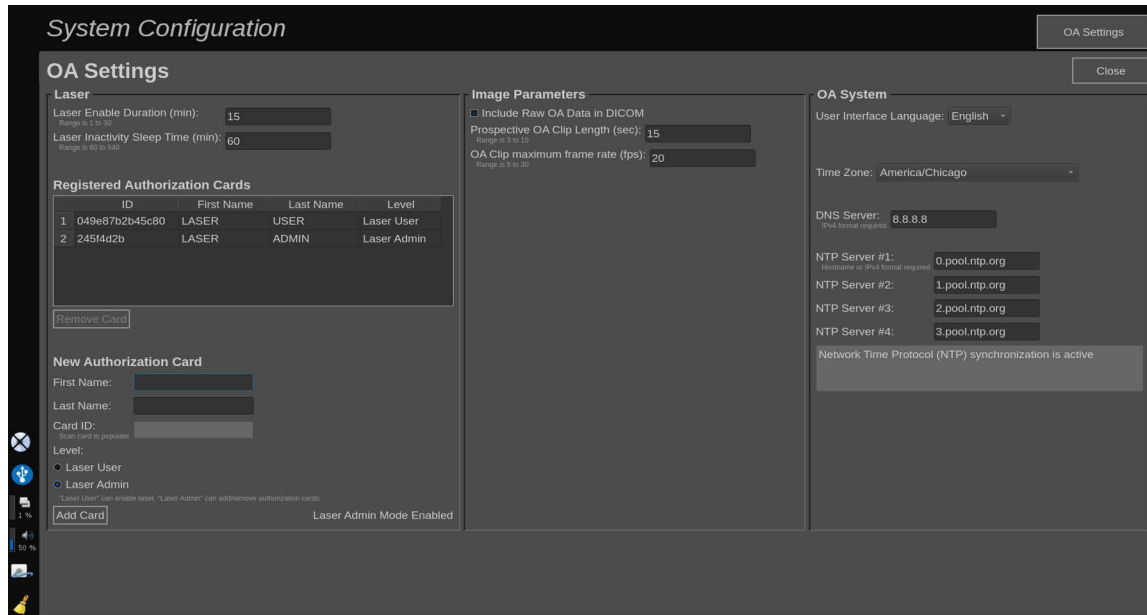 System Configuration
OA Settings
OA Settings
Close
Laser
Laser Enable Duration (min): 15
Range is 1 to 30
Laser Inactivity Sleep Time (min): 60
Range is 60 to 540
Registered Authorization Cards
ID First Name Last Name Level
1 049e87b2b45c80 LASER USER Laser User
2 245f4d2b LASER ADMIN Laser Admin
Remove Card
New Authorization Card
First Name:
Last Name:
Card ID:
Scan card to populate
Level:
Laser User
Laser Admin
"Laser User" can enable laser, "Laser Admin" can add/remove authorization cards
Add Card
Laser Admin Mode Enabled
Image Parameters
Include Raw OA Data in DICOM
Prospective OA Clip Length (sec): 15
Range is 3 to 15
OA Clip maximum frame rate (fps): 20
Range is 5 to 30
OA System
User Interface Language: English
Time Zone: America/Chicago
DNS Server: 8.8.8.8
IPv4 format required
NTP Server #1: 0.pool.ntp.org
Hostname or IPv4 format required
NTP Server #2: 1.pool.ntp.org
NTP Server #3: 2.pool.ntp.org
NTP Server #4: 3.pool.ntp.org
Network Time Protocol (NTP) synchronization is active
1 %
50 %